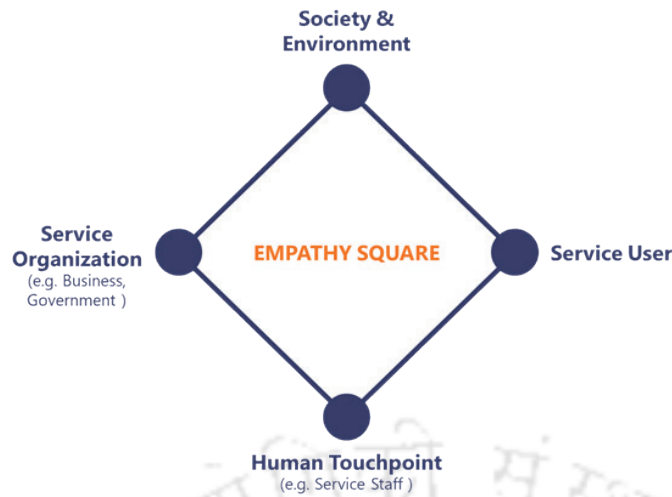 Society &
Environment
Service
Organization
(e.g. Business,
Government )
EMPATHY SQUARE
Service User
Human Touchpoint
(e.g. Service Staff )